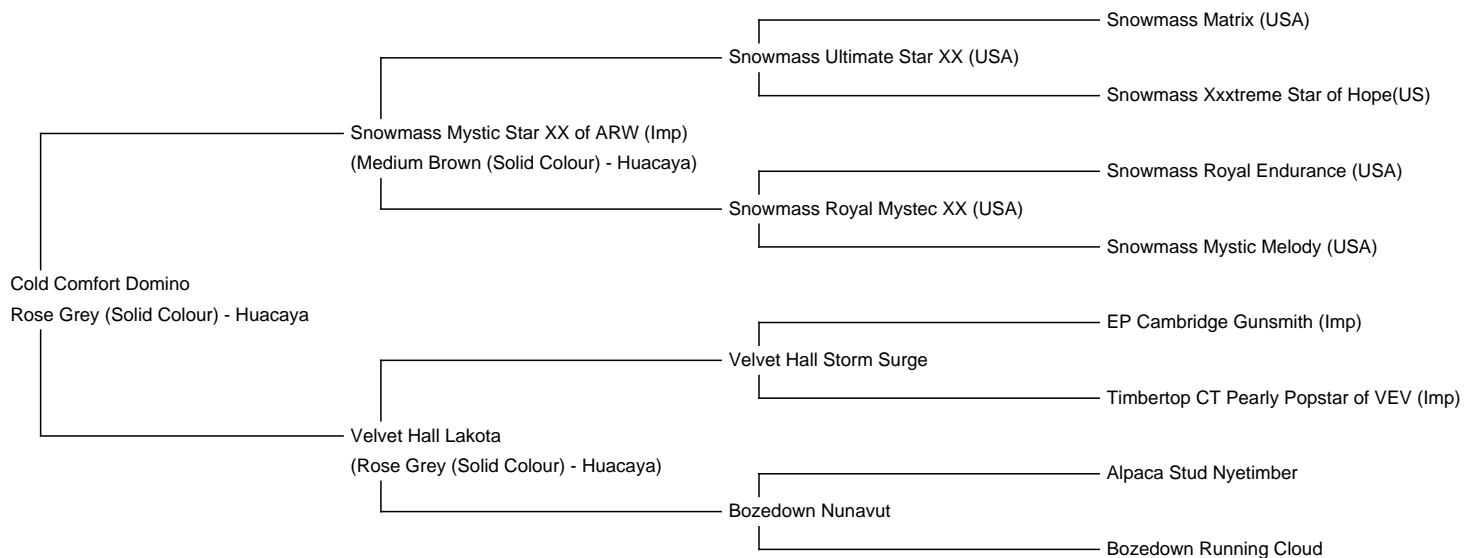 Snowmass Matrix (USA)
Snowmass Ultimate Star XX (USA)
Snowmass Xxxtreme Star of Hope(US)
Snowmass Mystic Star XX of ARW (Imp)
(Medium Brown (Solid Colour) - Huacaya)
Snowmass Royal Endurance (USA)
Snowmass Royal Mystec XX (USA)
Snowmass Mystic Melody (USA)
Cold Comfort Domino
Rose Grey (Solid Colour) - Huacaya
EP Cambridge Gunsmith (Imp)
Velvet Hall Storm Surge
Timbertop CT Pearly Popstar of VEV (Imp)
Velvet Hall Lakota
(Rose Grey (Solid Colour) - Huacaya)
Alpaca Stud Nyetimber
Bozedown Nunavut
Bozedown Running Cloud